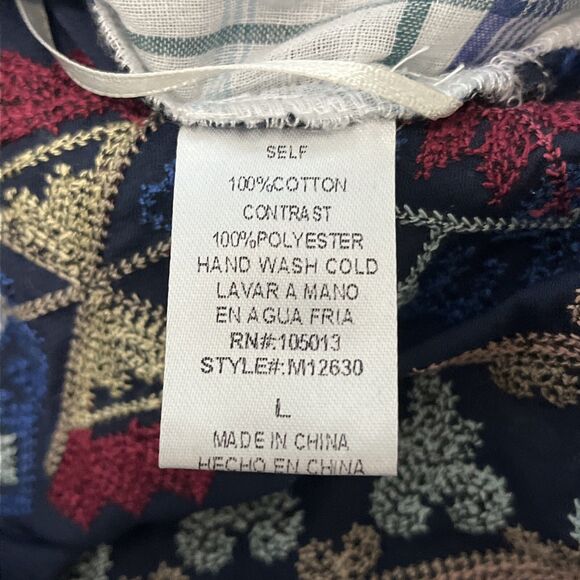 SELF
100%COTTON
CONTRAST
100%POLYESTER
HAND WASH COLD
LAVAR A MANO
EN AGUA FRIA
RN#:105013
STYLE#:M12630
L
MADE IN CHINA
HECHO EN CHINA